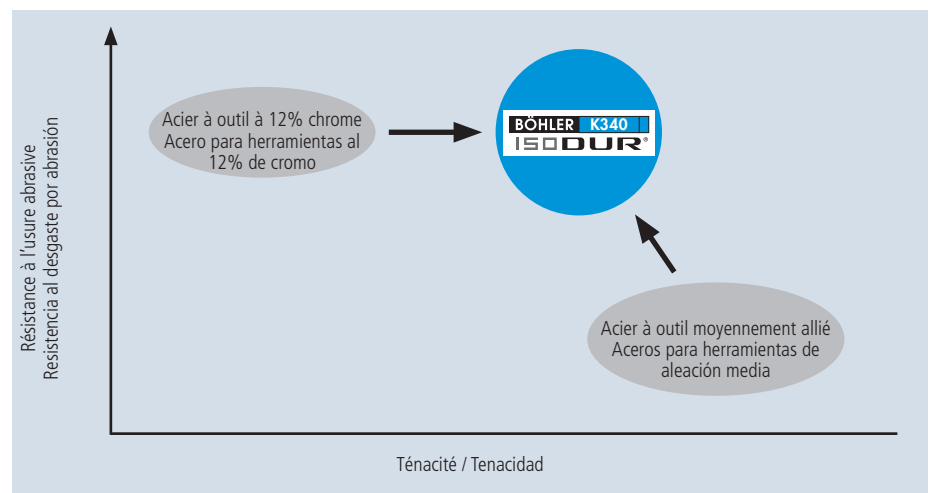 Résistance à l'usure abrasive
Resistencia al desgaste por abrasión
Acier à outil à 12% chrome
Acero para herramientas al
12% de cromo
BÖHLER K340
ISODUR®
Acier à outil moyennement allié
Aceros para herramientas de
aleación media
Ténacité / Tenacidad